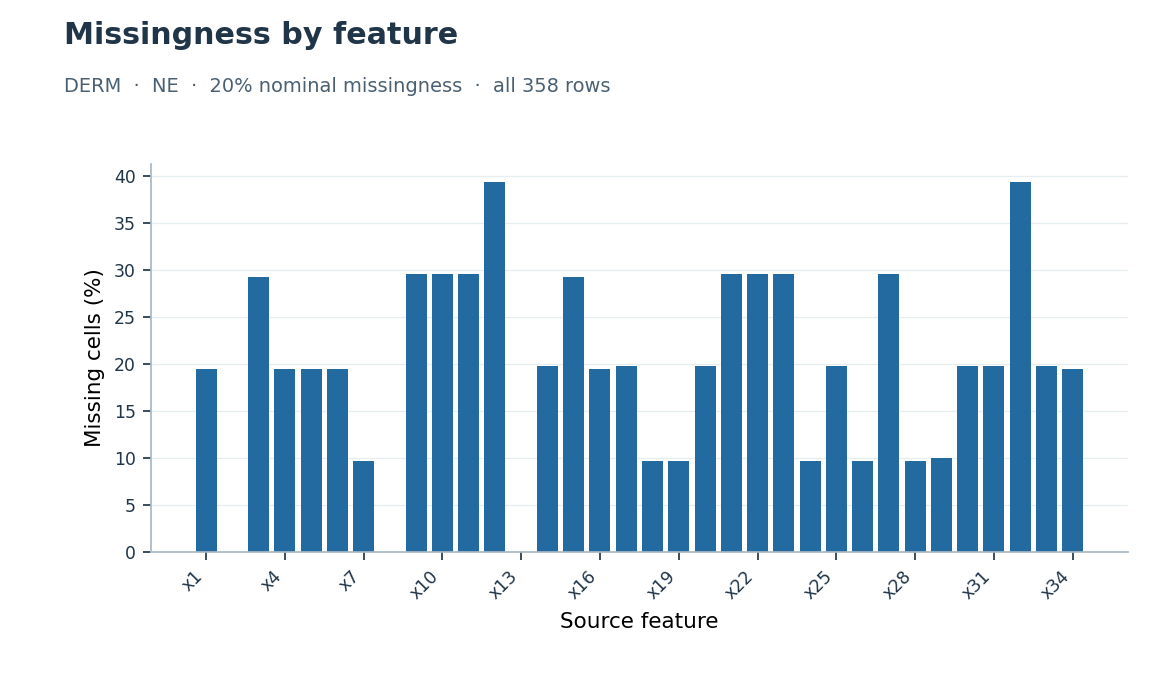 Missingness by feature
DERM · NE · 20% nominal missingness · all 358 rows
Missing cells (%)
40
35
30
25
20
15
10
5
0
x1 x4 x7 x10 x13 x16 x19 x22 x25 x28 x31 x34
Source feature